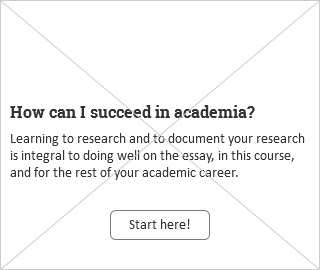 How can I succeed in academia?
Learning to research and to document your research
is integral to doing well on the essay, in this course,
and for the rest of your academic career.
Start here!